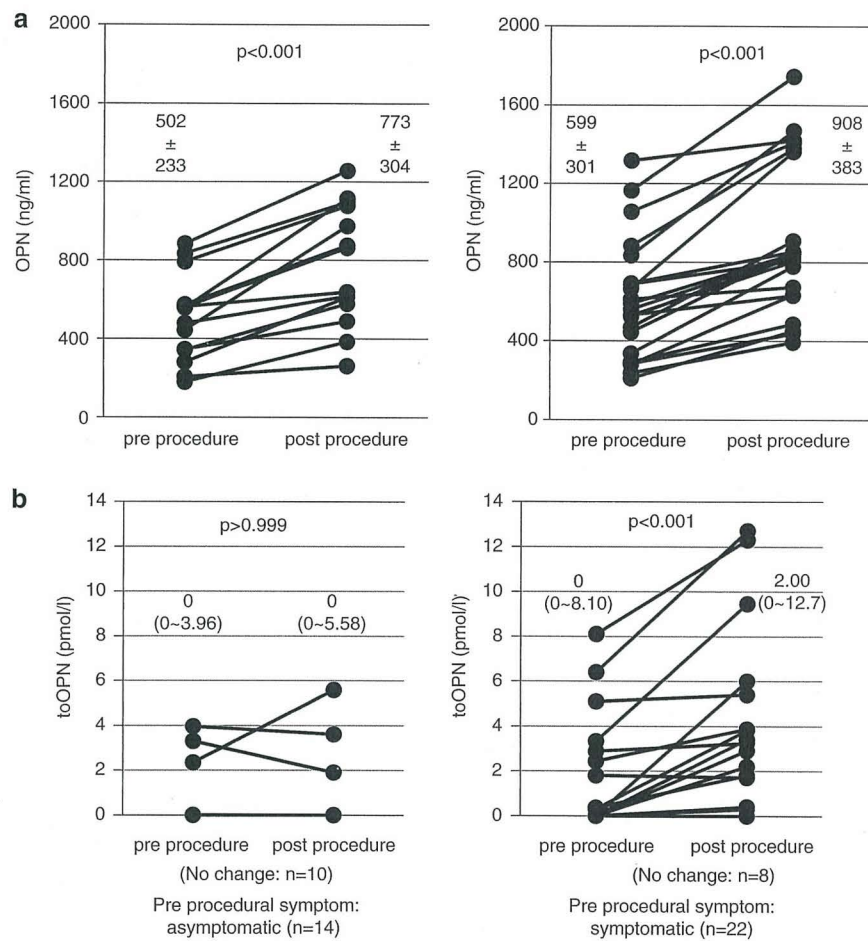 a
2000
1600
1200
800
400
0
OPN (ng/ml)
p<0.001
502
±
233
773
±
304
pre procedure
post procedure
2000
1600
1200
800
400
0
OPN (ng/ml)
p<0.001
599
±
301
908
±
383
pre procedure
post procedure
b
14
12
10
8
6
4
2
0
toOPN (pmol/l)
p>0.999
0
(0~3.96)
0
(0~5.58)
pre procedure
post procedure
(No change: n=10)
Pre procedural symptom:
asymptomatic (n=14)
14
12
10
8
6
4
2
0
toOPN (pmol/l)
p<0.001
0
(0~8.10)
2.00
(0~12.7)
pre procedure
post procedure
(No change: n=8)
Pre procedural symptom:
symptomatic (n=22)